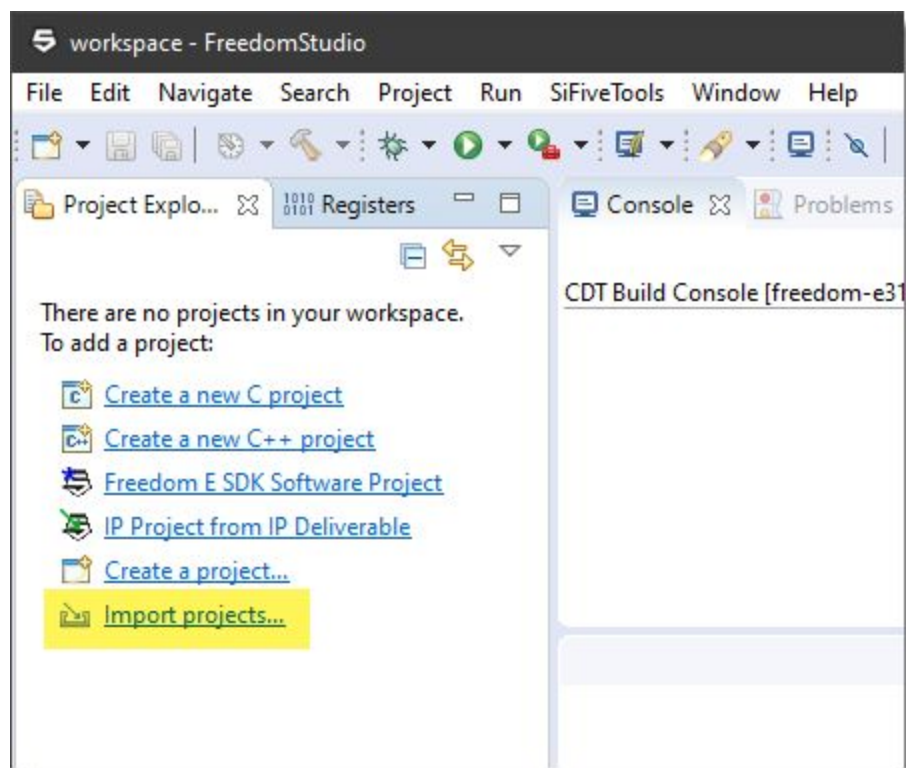 workspace - FreedomStudio
File Edit Navigate Search Project Run SiFiveTools Window Help
Project Explo... Registers
Console Problems
CDT Build Console [freedom-e31
There are no projects in your workspace.
To add a project:
Create a new C project
Create a new C++ project
Freedom E SDK Software Project
IP Project from IP Deliverable
Create a project...
Import projects...